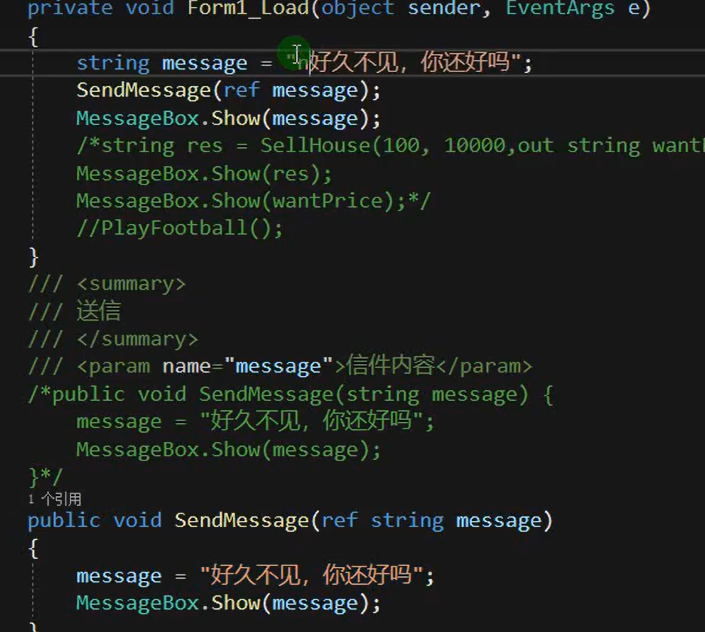 private void Form1_Load(object sender, EventArgs e)
{
string message = "n好久不见，你还好吗";
SendMessage(ref message);
MessageBox.Show(message);
/*string res = SellHouse(100, 10000,out string want
MessageBox.Show(res);
MessageBox.Show(wantPrice);*/
//PlayFootball();
}
/// <summary>
/// 送信
/// </summary>
/// <param name="message">信件内容</param>
/*public void SendMessage(string message) {
message = "好久不见，你还好吗";
MessageBox.Show(message);
}*/
1 个引用
public void SendMessage(ref string message)
{
message = "好久不见，你还好吗";
MessageBox.Show(message);
}